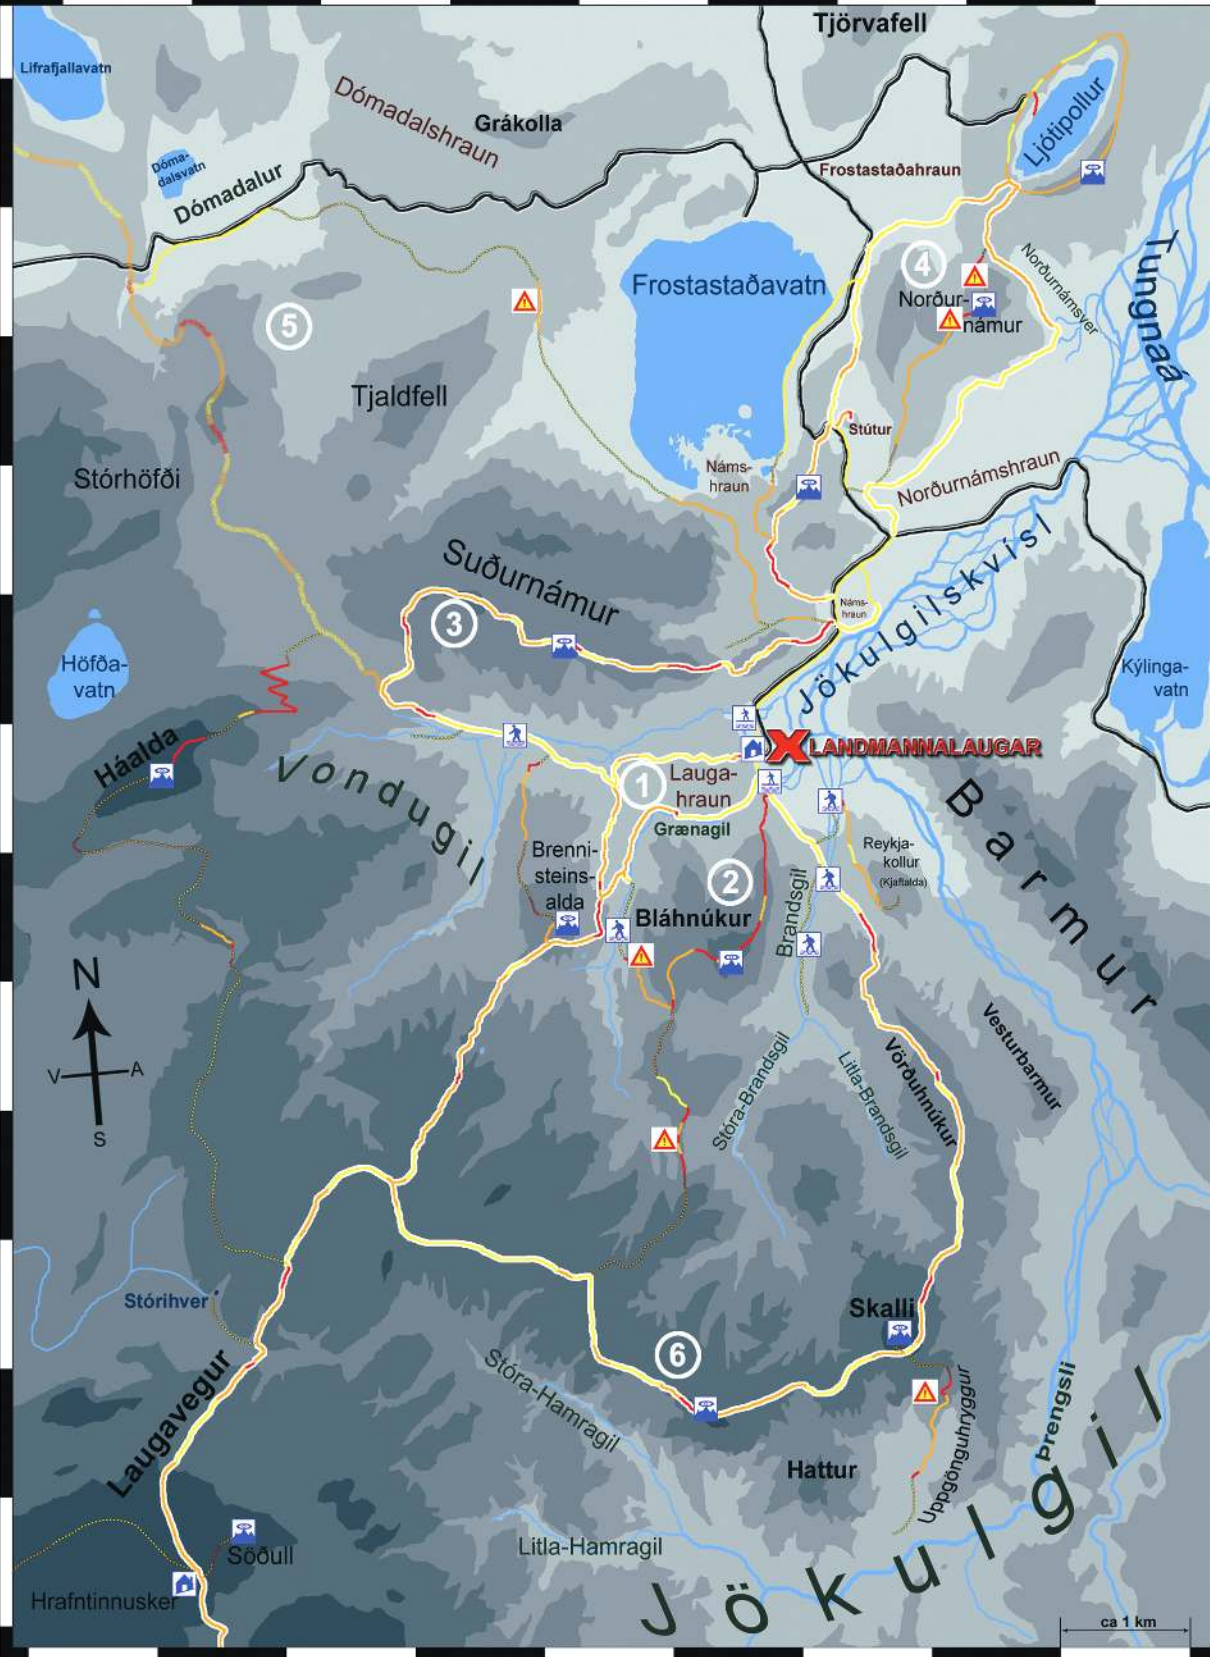 Tjörvafell
Lifrafjallavatn
Dómadalshraun
Grákolla
Ljótipollur
Dóma-
dalsvatn
Dómadalur
Frostastaðahraun
Tungnaá
Frostastaðavatn
4
Norður-
námur
Norðurnámsver
5
Tjaldfell
Stútur
Stórhöfði
Náms-
hraun
Norðurnámshraun
Suðurnámur
Jökulgilskvísl
3
Náms-
hraun
Höfða-
vatn
Kýlinga-
vatn
Háalda
Vondugil
LANDMANNALAUGAR
1
Lauga-
hraun
Grænagil
Barmur
Reykja-
kollur
(Kjaftalda)
Brenni-
steins-
alda
2
Bláhnúkur
Brandsgil
N
V
A
S
Vesturbarmur
Vörðuhnúkur
Stóra-Brandsgil
Litla-Brandsgil
Stórihver
Skalli
6
Laugavegur
Stóra-Hamragil
Uppgönguhryggur
Þrengsli
Hattur
Jökulgil
Litla-Hamragil
Söðull
Hrafntinnusker
ca 1 km